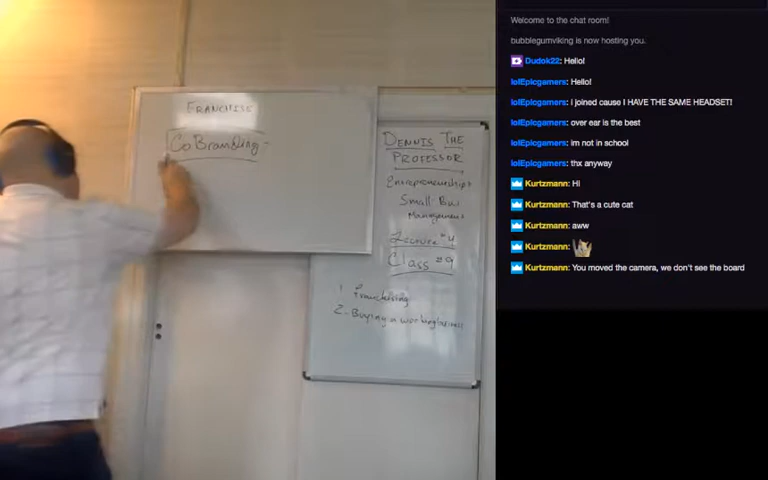 FRANCHISE
CoBranding -
DENNIS THE
PROFESSOR
Entrepreneurship +
Small Bus
Management
Lecture #4
Class #9
1. Franchising
2. Buying a working business
Welcome to the chat room!
bubblegumviking is now hosting you.
Dudok22: Hello!
lolEpicgamers: Hello!
lolEpicgamers: i joined cause I HAVE THE SAME HEADSET!
lolEpicgamers: over ear is the best
lolEpicgamers: im not in school
lolEpicgamers: thx anyway
Kurtzmann: Hi
Kurtzmann: That's a cute cat
Kurtzmann: aww
Kurtzmann:
Kurtzmann: You moved the camera, we don't see the board